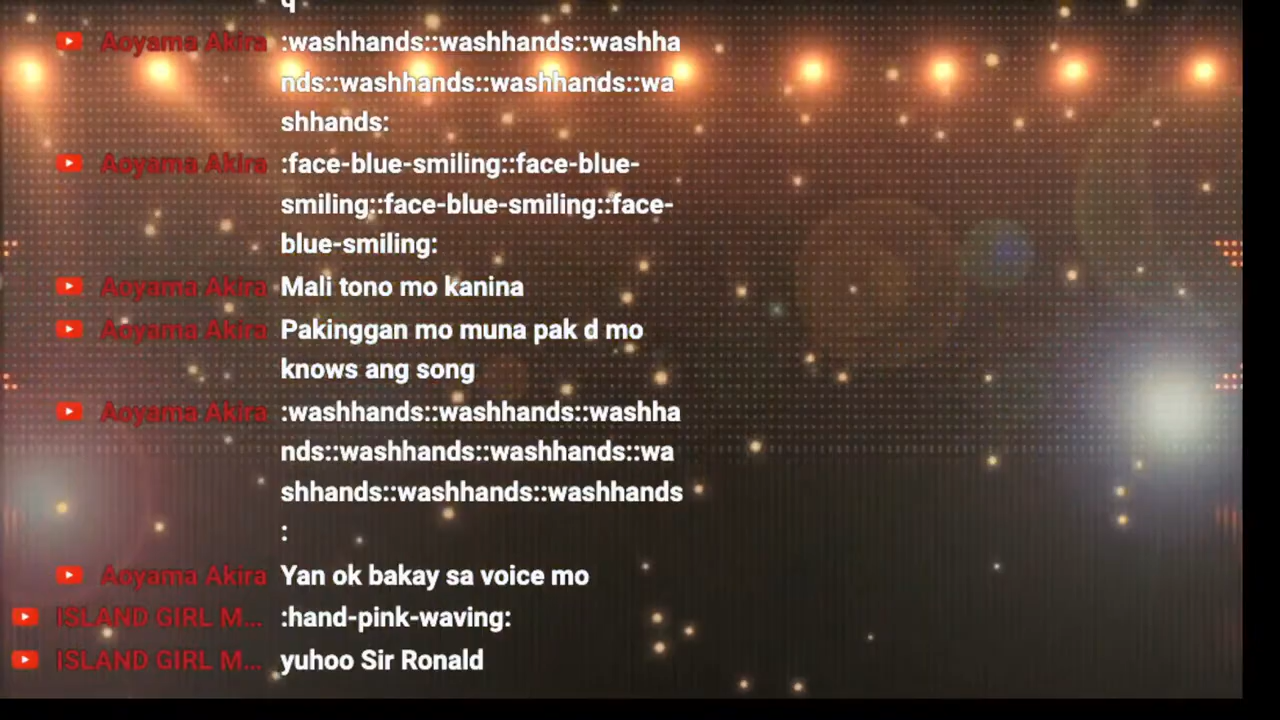 q
Aoyama Akira :washhands::washhands::washha
nds::washhands::washhands::wa
shhands:
Aoyama Akira :face-blue-smiling::face-blue-
smiling::face-blue-smiling::face-
blue-smiling:
Aoyama Akira Mali tono mo kanina
Aoyama Akira Pakinggan mo muna pak d mo
knows ang song
Aoyama Akira :washhands::washhands::washha
nds::washhands::washhands::wa
shhands::washhands::washhands
:
Aoyama Akira Yan ok bakay sa voice mo
ISLAND GIRL M... :hand-pink-waving:
ISLAND GIRL M... yuhoo Sir Ronald